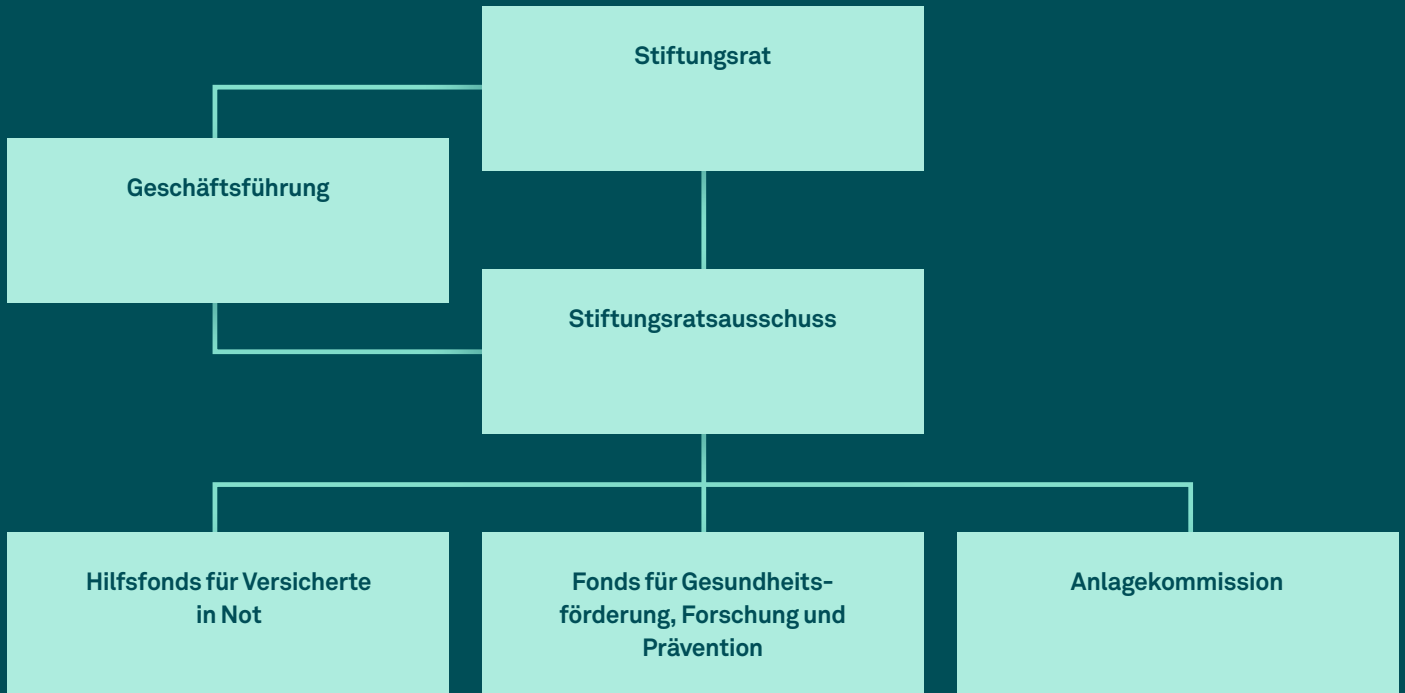 Stiftungsrat
Geschäftsführung
Stiftungsratsausschuss
Hilfsfonds für Versicherte
in Not
Fonds für Gesundheits-
förderung, Forschung und
Prävention
Anlagekommission